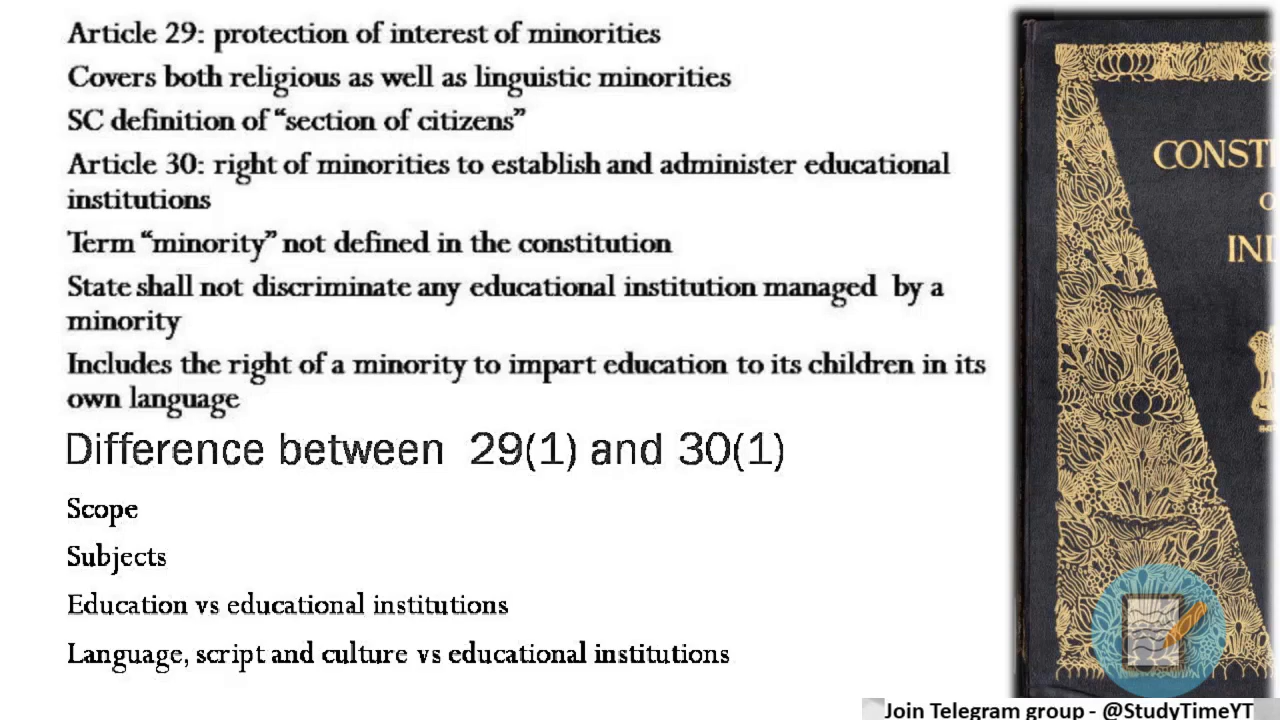 Article 29: protection of interest of minorities
Covers both religious as well as linguistic minorities
SC definition of “section of citizens”
Article 30: right of minorities to establish and administer educational
institutions
Term “minority” not defined in the constitution
State shall not discriminate any educational institution managed by a
minority
Includes the right of a minority to impart education to its children in its
own language
Difference between 29(1) and 30(1)
Scope
Subjects
Education vs educational institutions
Language, script and culture vs educational institutions
CONST
O
IN
Join Telegram group - @StudyTimeYT